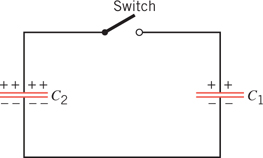 Switch
++ ++ + +
C₂ C₁
−− −− − −